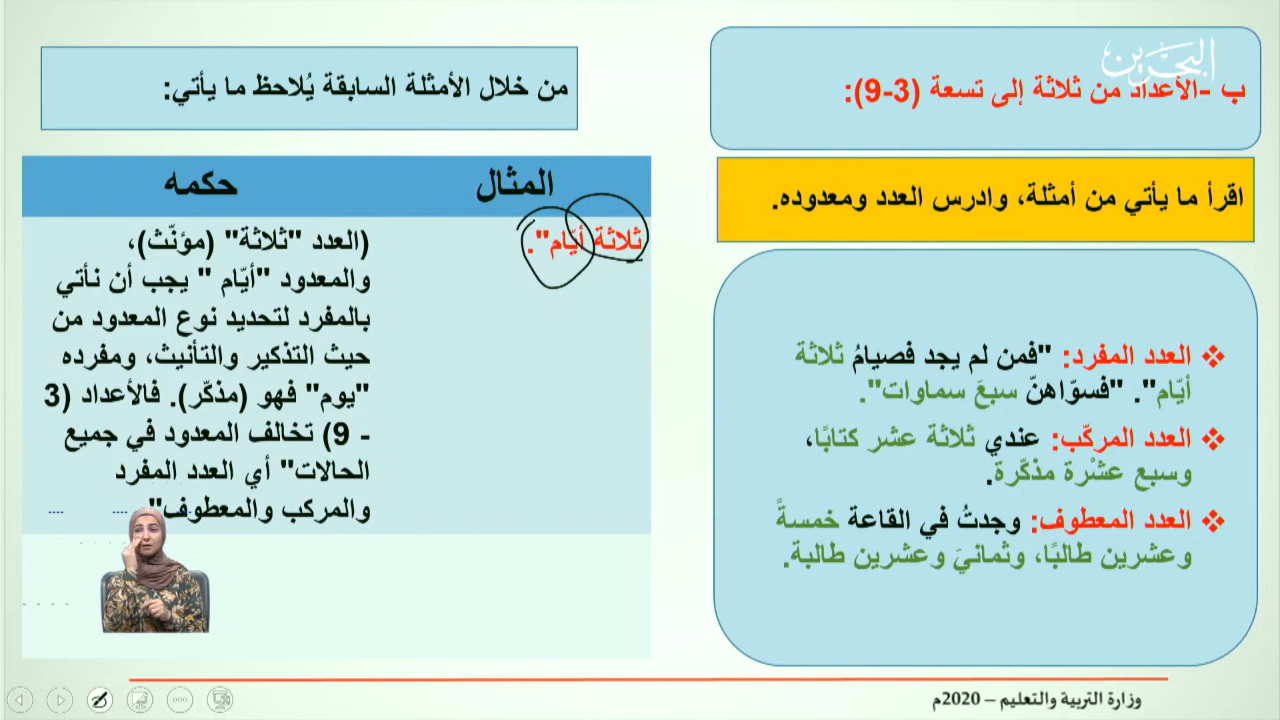 البحرين
ب -الأعداد من ثلاثة إلى تسعة (3-9):
اقرأ ما يأتي من أمثلة، وادرس العدد ومعدوده.
❖ العدد المفرد: "فمن لم يجد فصيامُ ثلاثة
أيّام". "فسوّاهنّ سبعَ سماوات".
❖ العدد المركّب: عندي ثلاثة عشر كتابًا،
وسبع عشْرة مذكّرة.
❖ العدد المعطوف: وجدتُ في القاعة خمسةً
وعشرين طالبًا، وثمانيَ وعشرين طالبة.
من خلال الأمثلة السابقة يُلاحظ ما يأتي:
المثال حكمه
ثلاثة أيّام".
(العدد "ثلاثة" (مؤنّث)،
والمعدود "أيّام " يجب أن نأتي
بالمفرد لتحديد نوع المعدود من
حيث التذكير والتأنيث، ومفرده
"يوم" فهو (مذكّر). فالأعداد (3
- 9) تخالف المعدود في جميع
الحالات" أي العدد المفرد
والمركب والمعطوف"
وزارة التربية والتعليم – 2020م